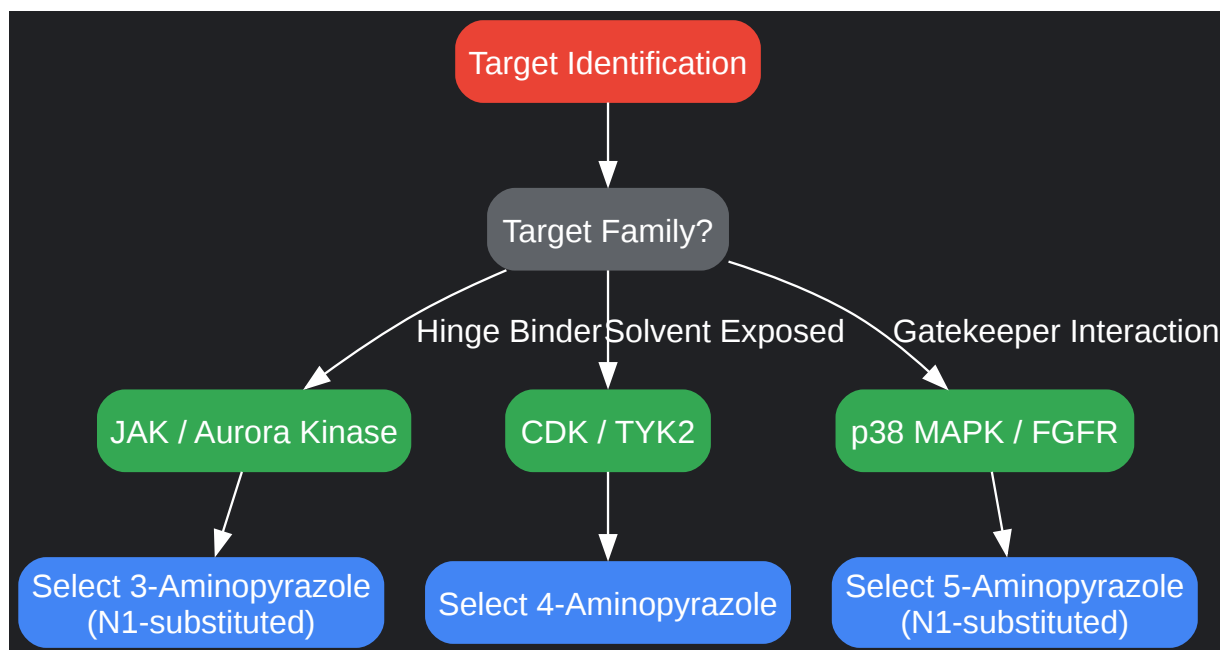 Target Identification
Target Family?
Hinge Binder
Solvent Exposed
Gatekeeper Interaction
JAK / Aurora Kinase
CDK / TYK2
p38 MAPK / FGFR
Select 3-Aminopyrazole
(N1-substituted)
Select 4-Aminopyrazole
Select 5-Aminopyrazole
(N1-substituted)